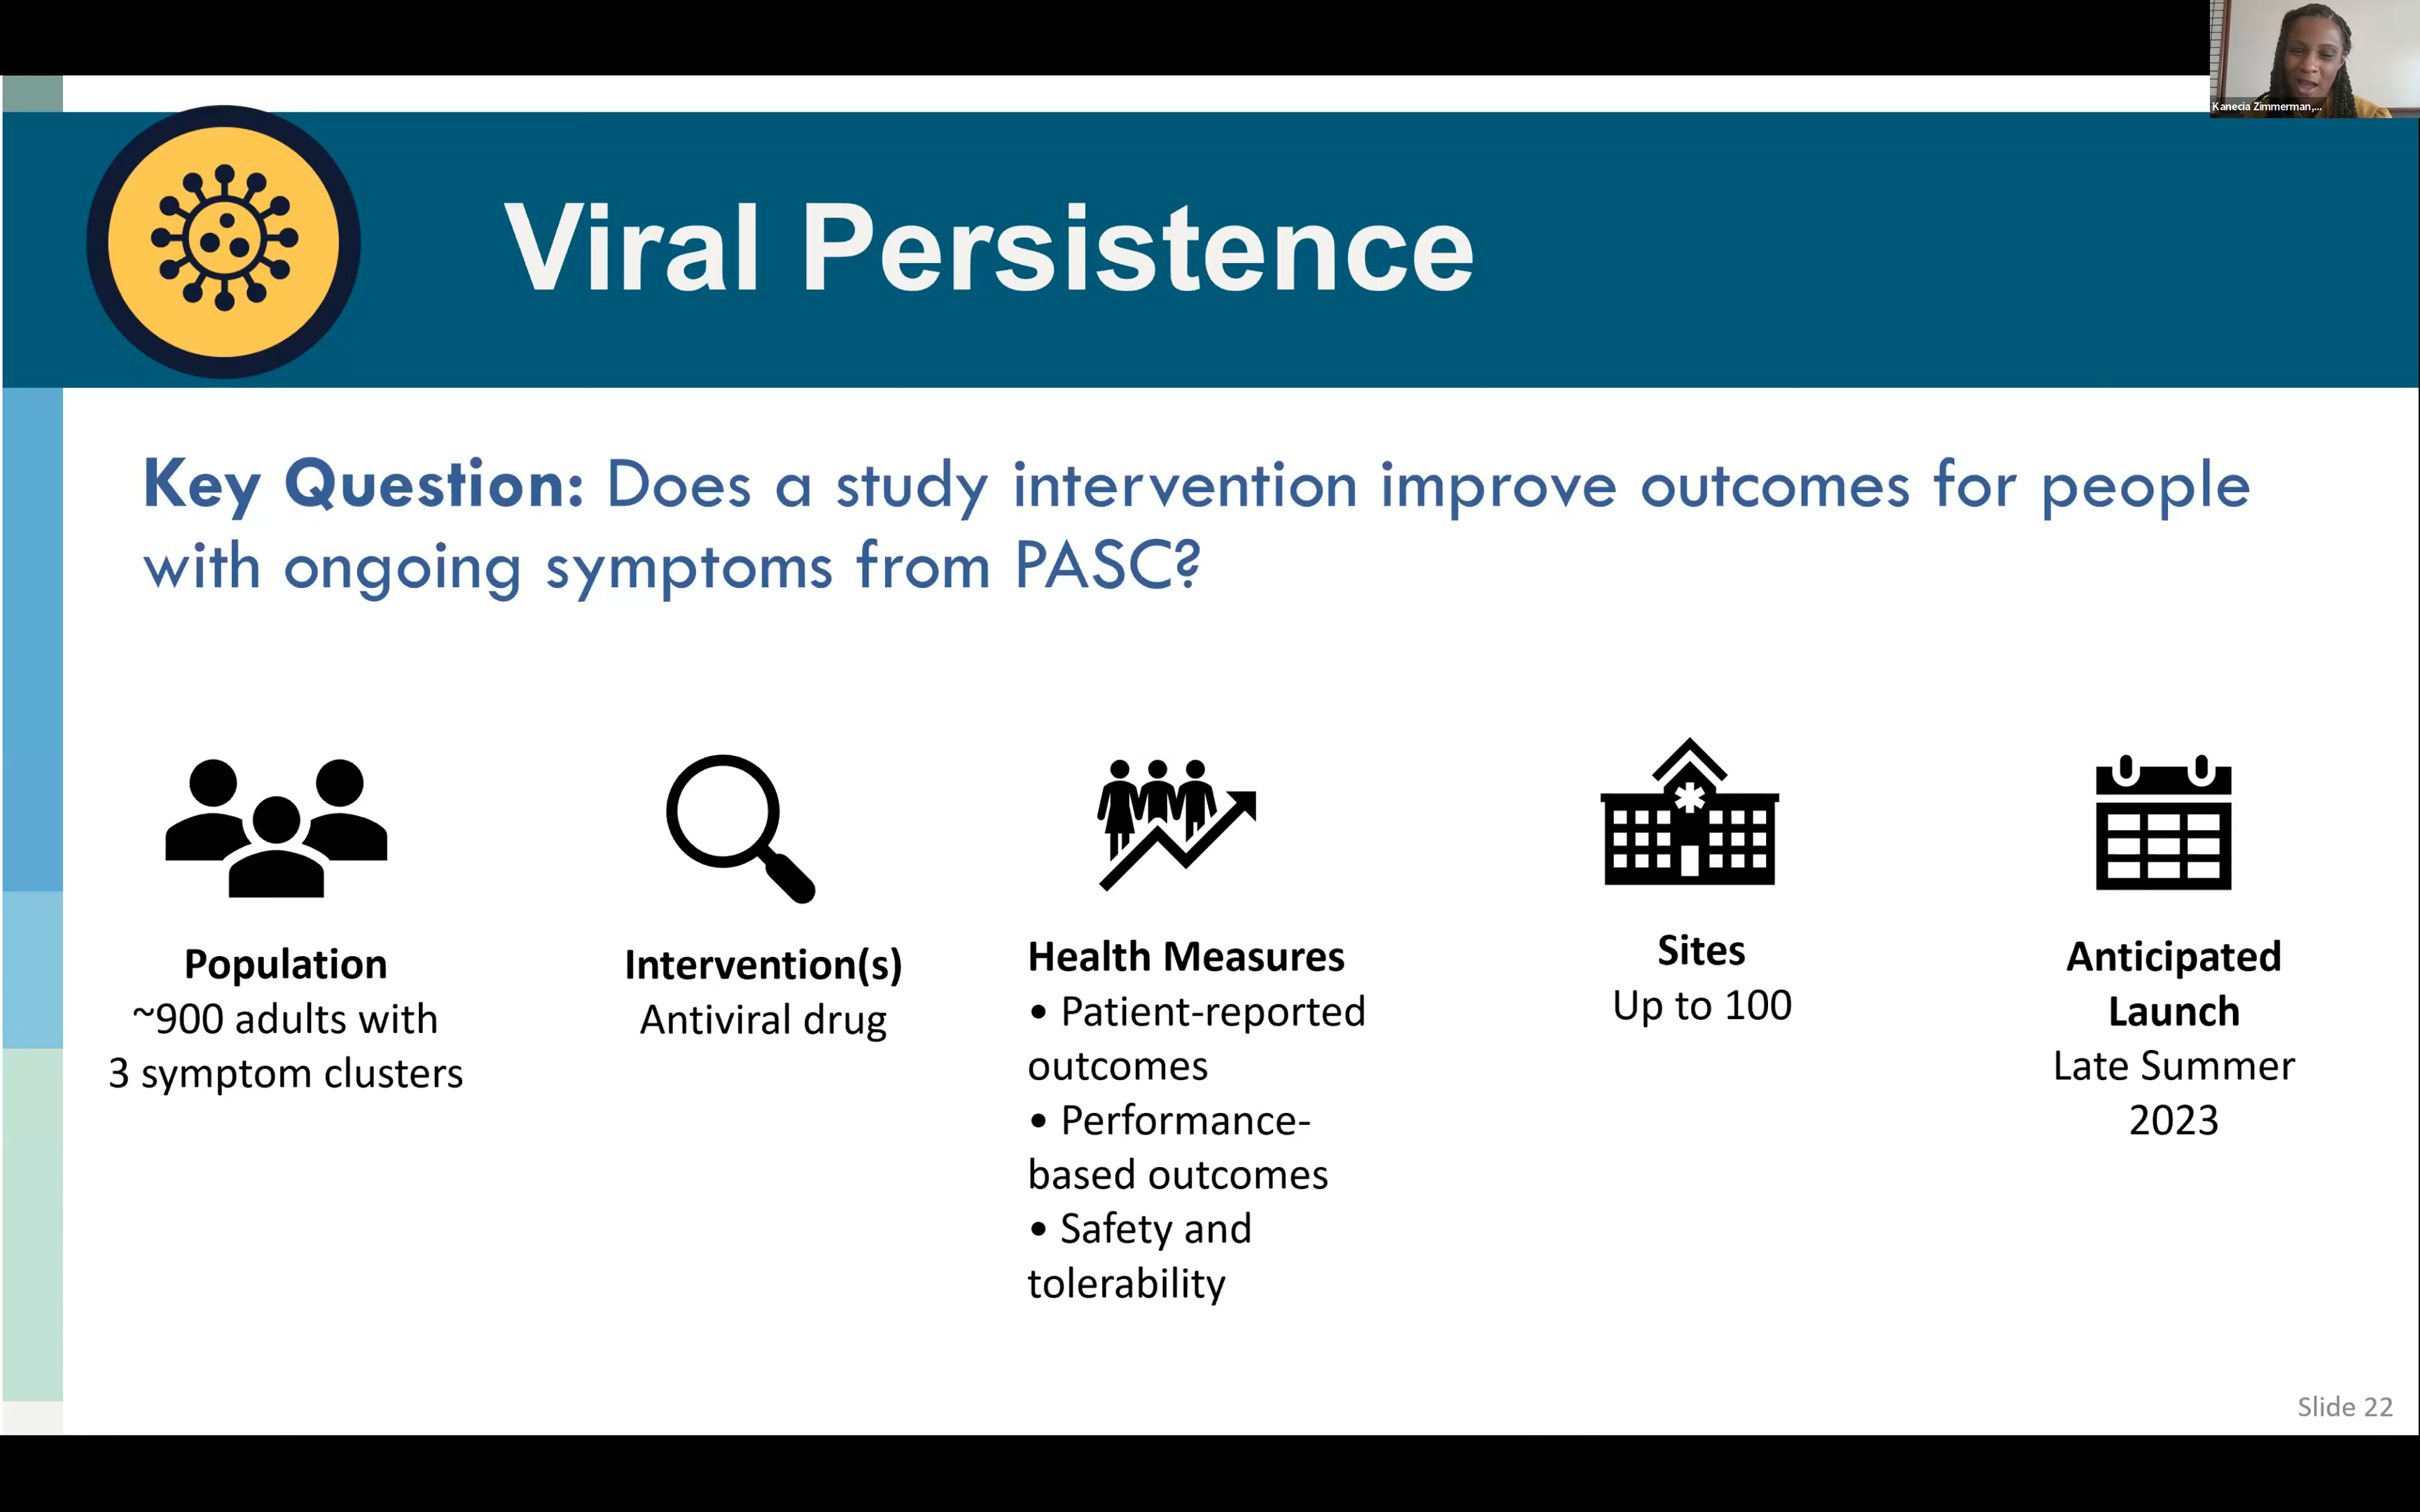 Kanecia Zimmerman,...
Viral Persistence
Key Question: Does a study intervention improve outcomes for people
with ongoing symptoms from PASC?
Population
~900 adults with
3 symptom clusters
Intervention(s)
Antiviral drug
Health Measures
• Patient-reported
outcomes
• Performance-
based outcomes
• Safety and
tolerability
Sites
Up to 100
Anticipated
Launch
Late Summer
2023
Slide 22